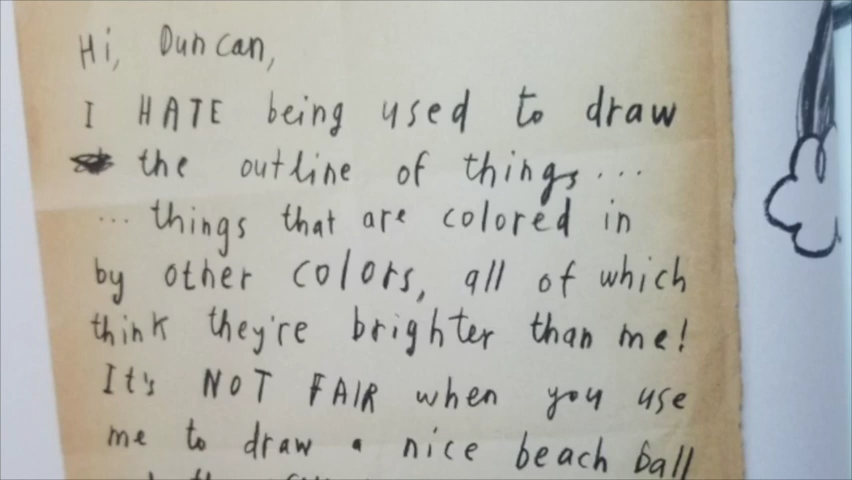 Hi, Duncan,
I HATE being used to draw
the outline of things...
...things that are colored in
by other colors, all of which
think they're brighter than me!
It's NOT FAIR when you use
me to draw a nice beach ball